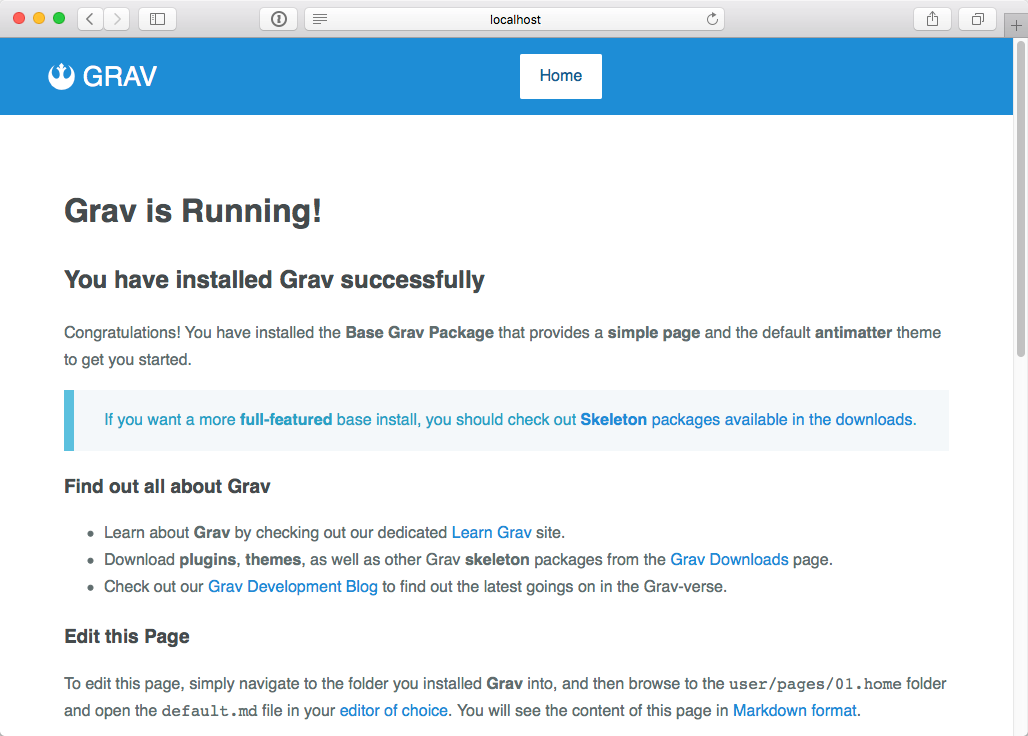 localhost
GRAV
Home
Grav is Running!
You have installed Grav successfully
Congratulations! You have installed the Base Grav Package that provides a simple page and the default antimatter theme
to get you started.
If you want a more full-featured base install, you should check out Skeleton packages available in the downloads.
Find out all about Grav
• Learn about Grav by checking out our dedicated Learn Grav site.
• Download plugins, themes, as well as other Grav skeleton packages from the Grav Downloads page.
• Check out our Grav Development Blog to find out the latest goings on in the Grav-verse.
Edit this Page
To edit this page, simply navigate to the folder you installed Grav into, and then browse to the user/pages/01.home folder
and open the default.md file in your editor of choice. You will see the content of this page in Markdown format.